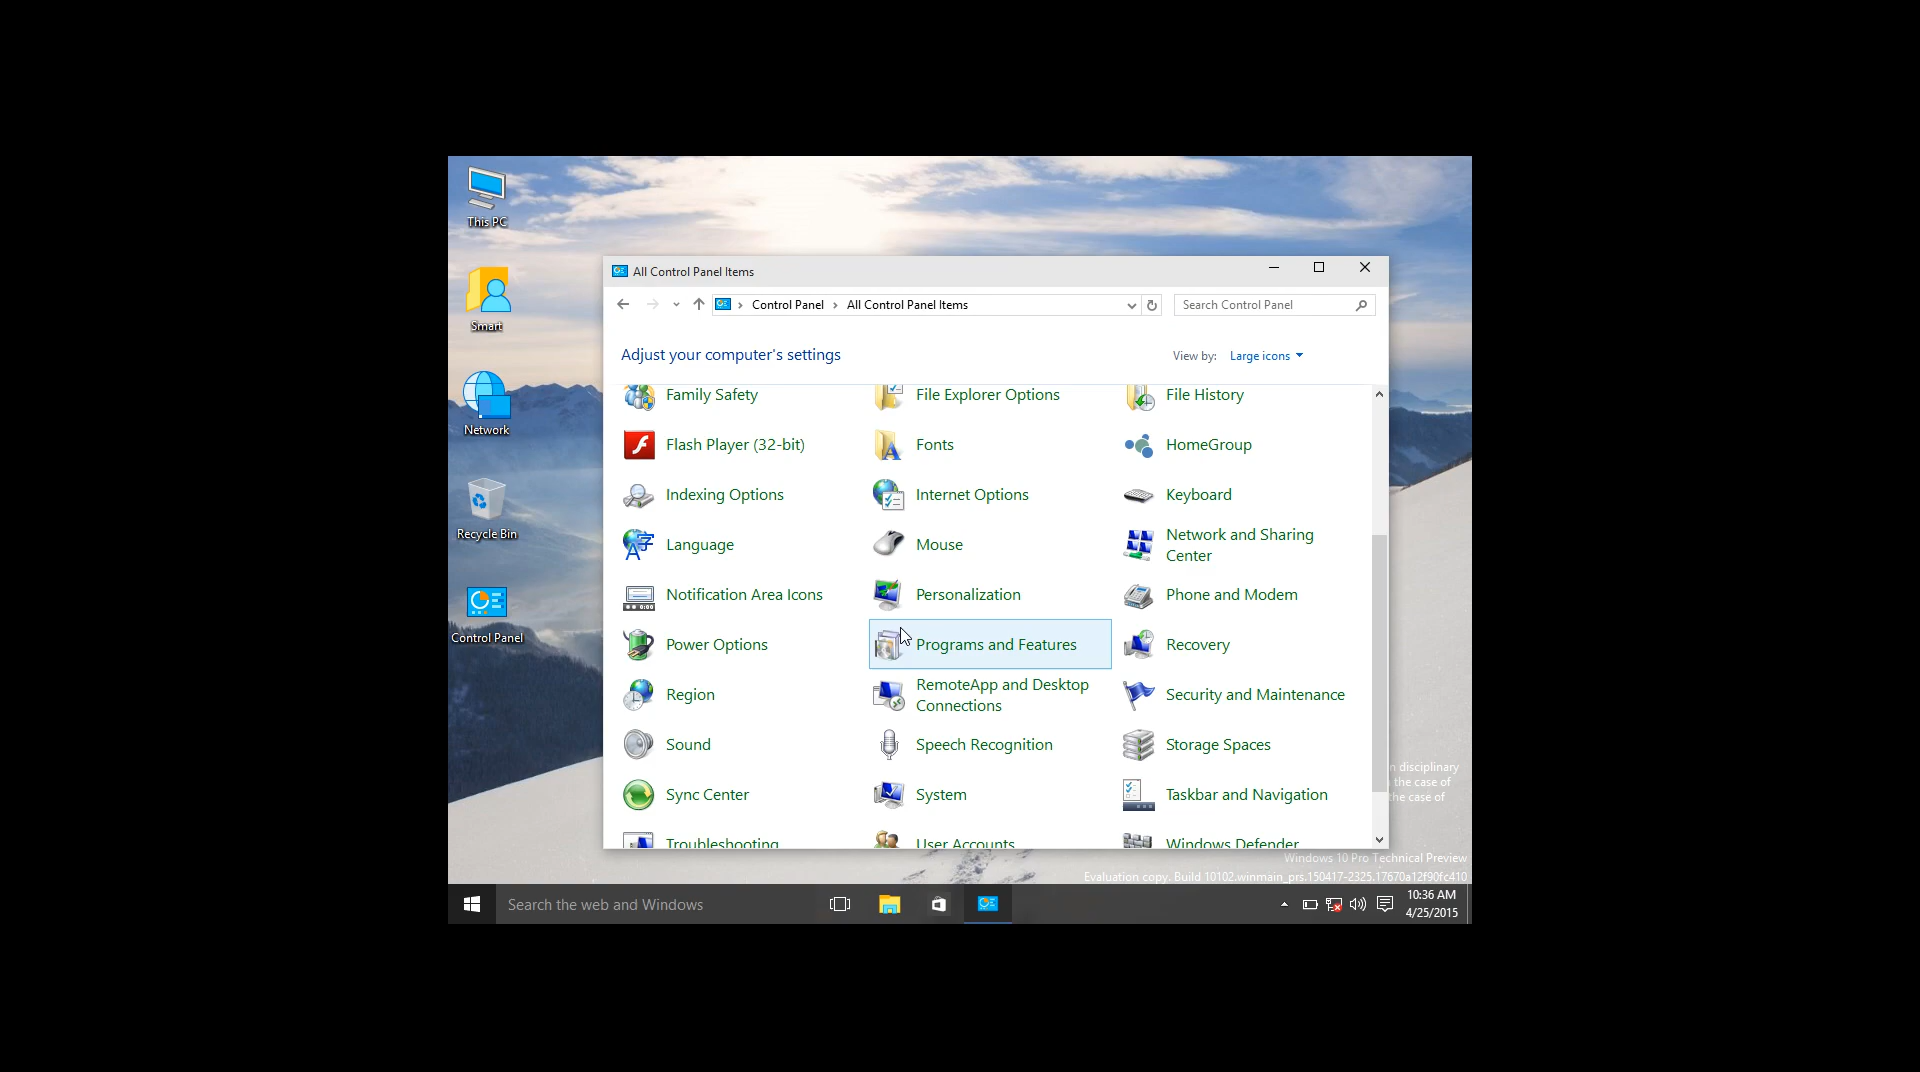 This PC
Smart
Network
Recycle Bin
Control Panel
All Control Panel Items
Control Panel
All Control Panel Items
Search Control Panel
Adjust your computer's settings
View by:
Large icons
Family Safety
File Explorer Options
File History
Flash Player (32-bit)
Fonts
HomeGroup
Indexing Options
Internet Options
Keyboard
Language
Mouse
Network and Sharing
Center
Notification Area Icons
Personalization
Phone and Modem
Power Options
Programs and Features
Recovery
Region
RemoteApp and Desktop
Connections
Security and Maintenance
Sound
Speech Recognition
Storage Spaces
Sync Center
System
Taskbar and Navigation
Troubleshooting
User Accounts
Windows Defender
disciplinary
the case of
the case of
Windows 10 Pro Technical Preview
Evaluation copy. Build 10102.winmain_prs.150417-2325.17670a12f90fc410
Search the web and Windows
10:36 AM
4/25/2015